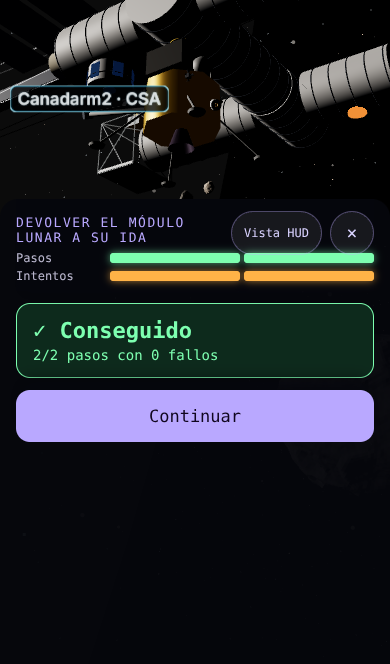 Canadarm2 · CSA
DEVOLVER EL MÓDULO
LUNAR A SU IDA
Vista HUD
×
Pasos
Intentos
✓ Conseguido
2/2 pasos con 0 fallos
Continuar